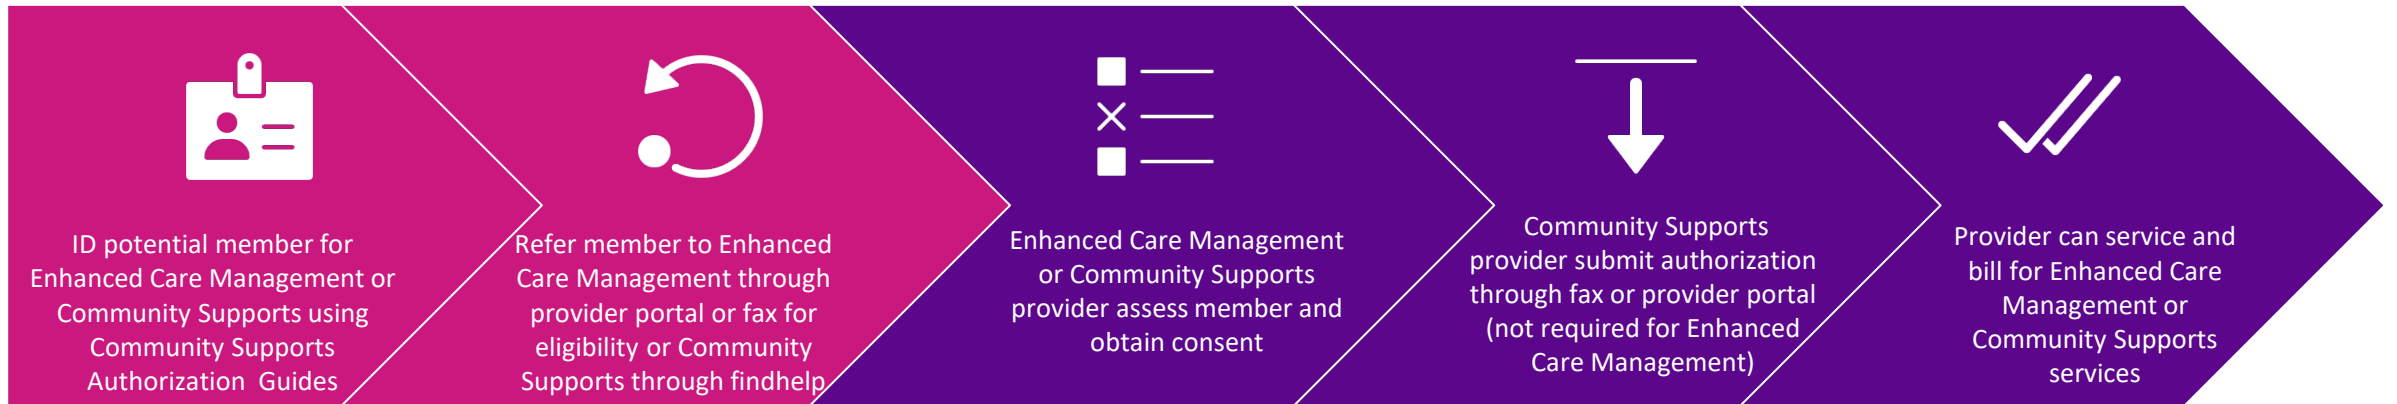 ID potential member for
Enhanced Care Management or
Community Supports using
Community Supports
Authorization  Guides
Refer member to Enhanced
Care Management through
provider portal or fax for
eligibility or Community
Supports through findhelp
Enhanced Care Management
or Community Supports
provider assess member and
obtain consent
Community Supports
provider submit authorization
through fax or provider portal
(not required for Enhanced
Care Management)
Provider can service and
bill for Enhanced Care
Management or
Community Supports
services